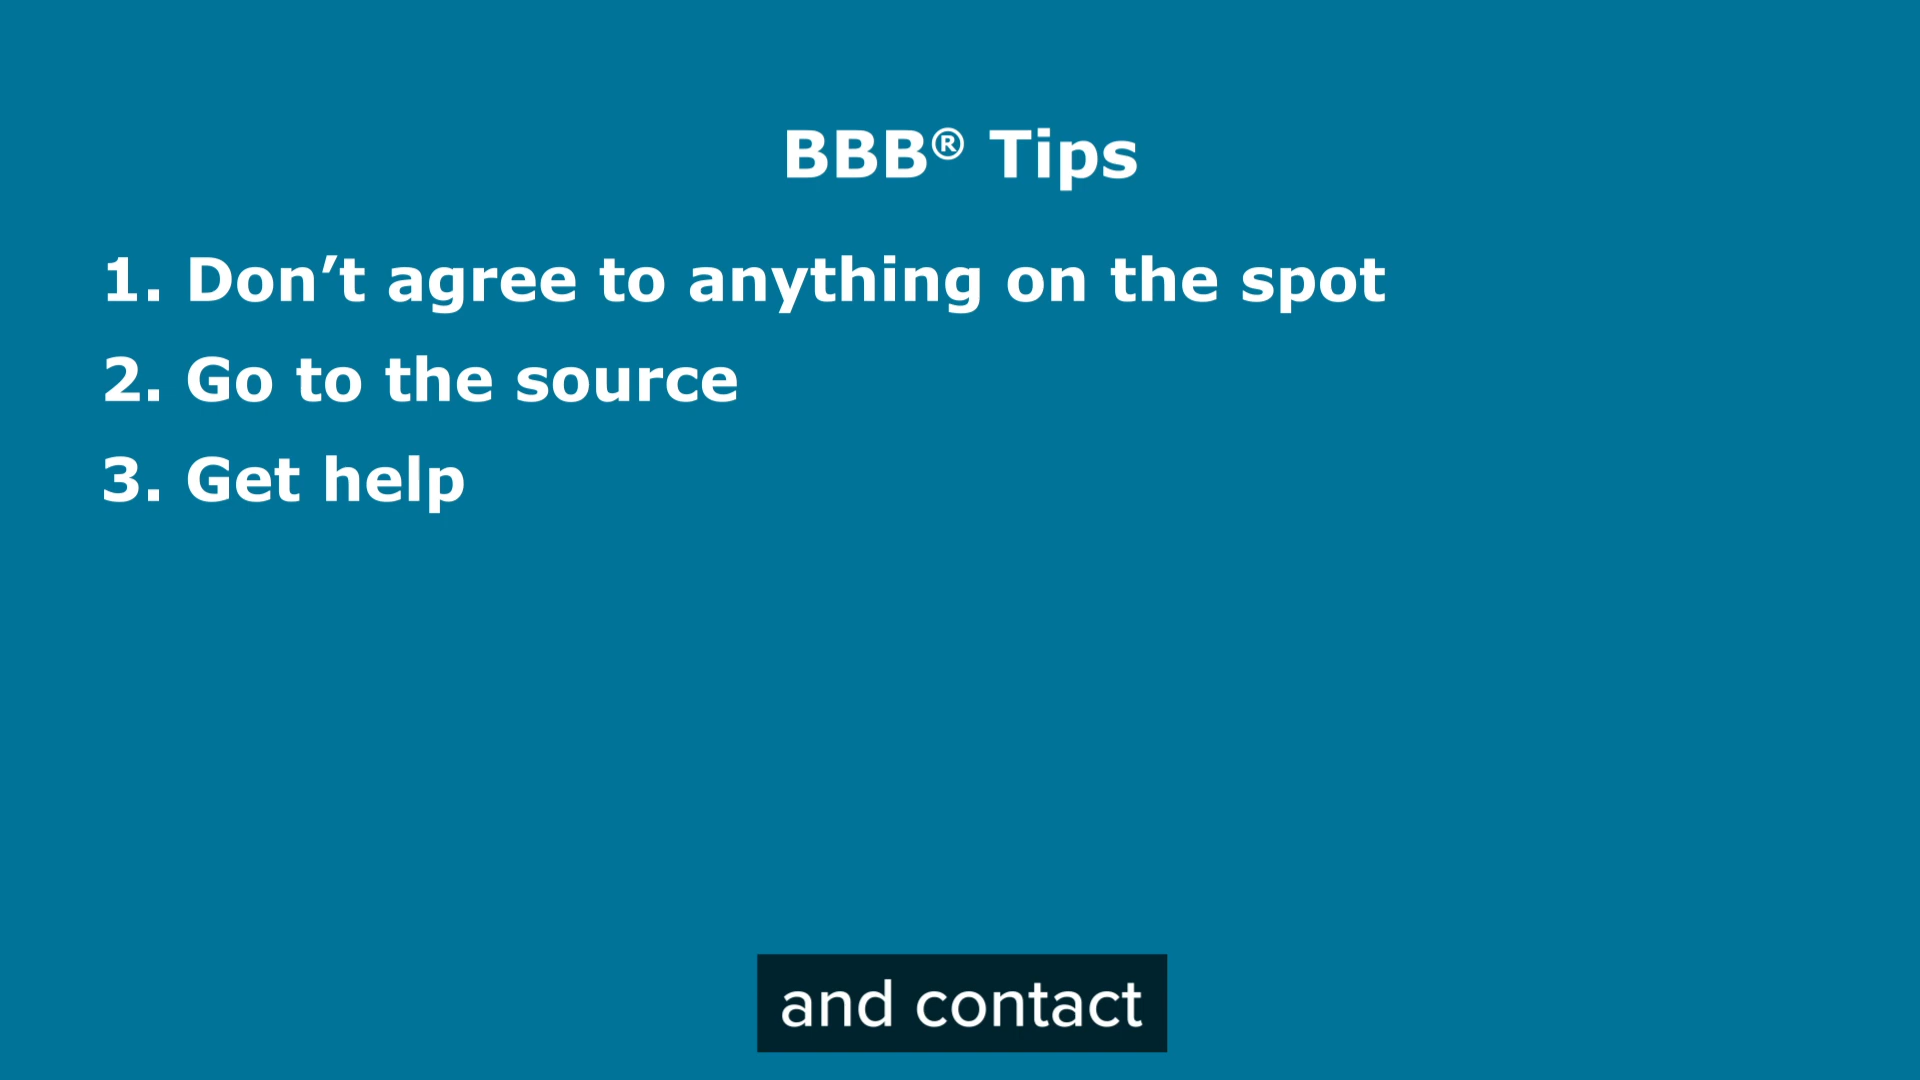 BBB® Tips
1. Don’t agree to anything on the spot
2. Go to the source
3. Get help
and contact